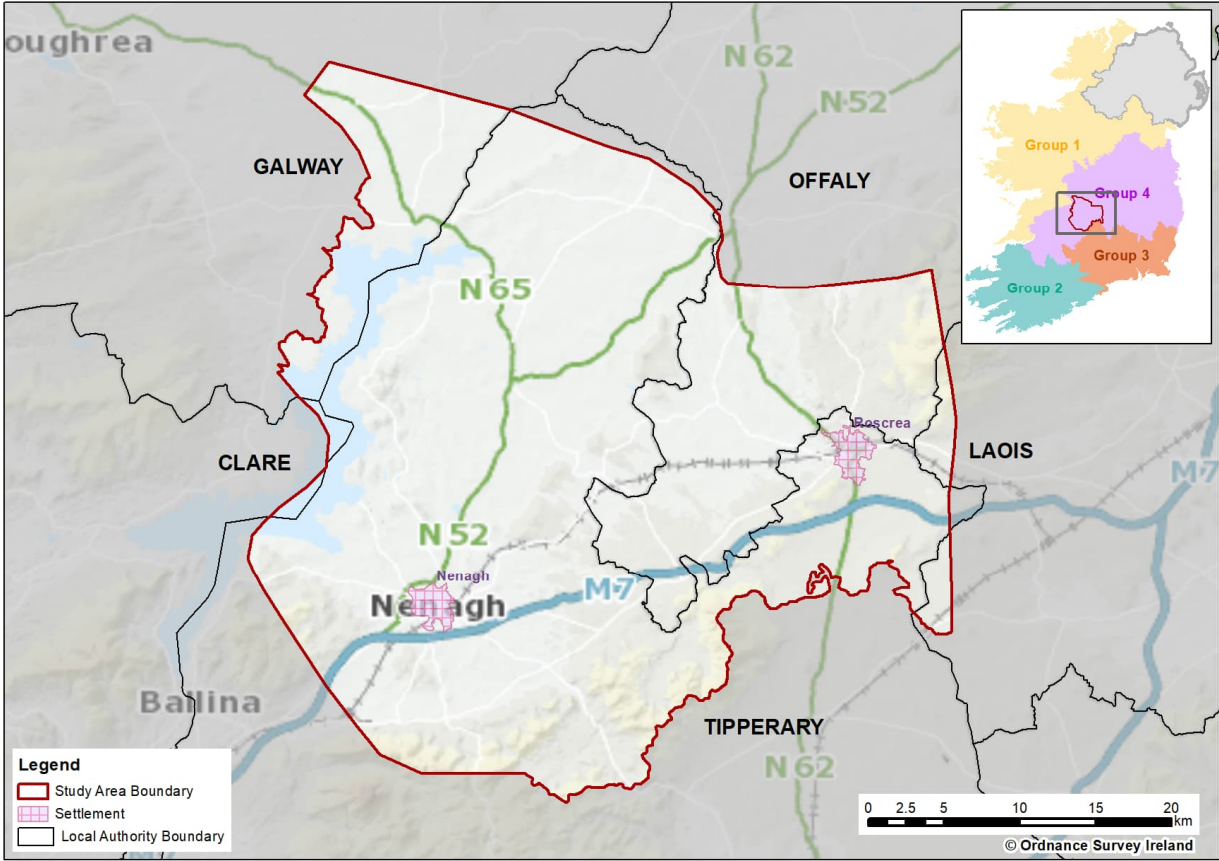 oughrea
N 62
N 52
GALWAY
OFFALY
N 65
Roscrea
CLARE
LAOIS
M7
N 52
Nenagh
Nenagh
M7
Ballina
TIPPERARY
N 62
Group 1
Group 4
Group 3
Group 2
Legend
Study Area Boundary
Settlement
Local Authority Boundary
0 2.5 5 10 15 20
km
© Ordnance Survey Ireland